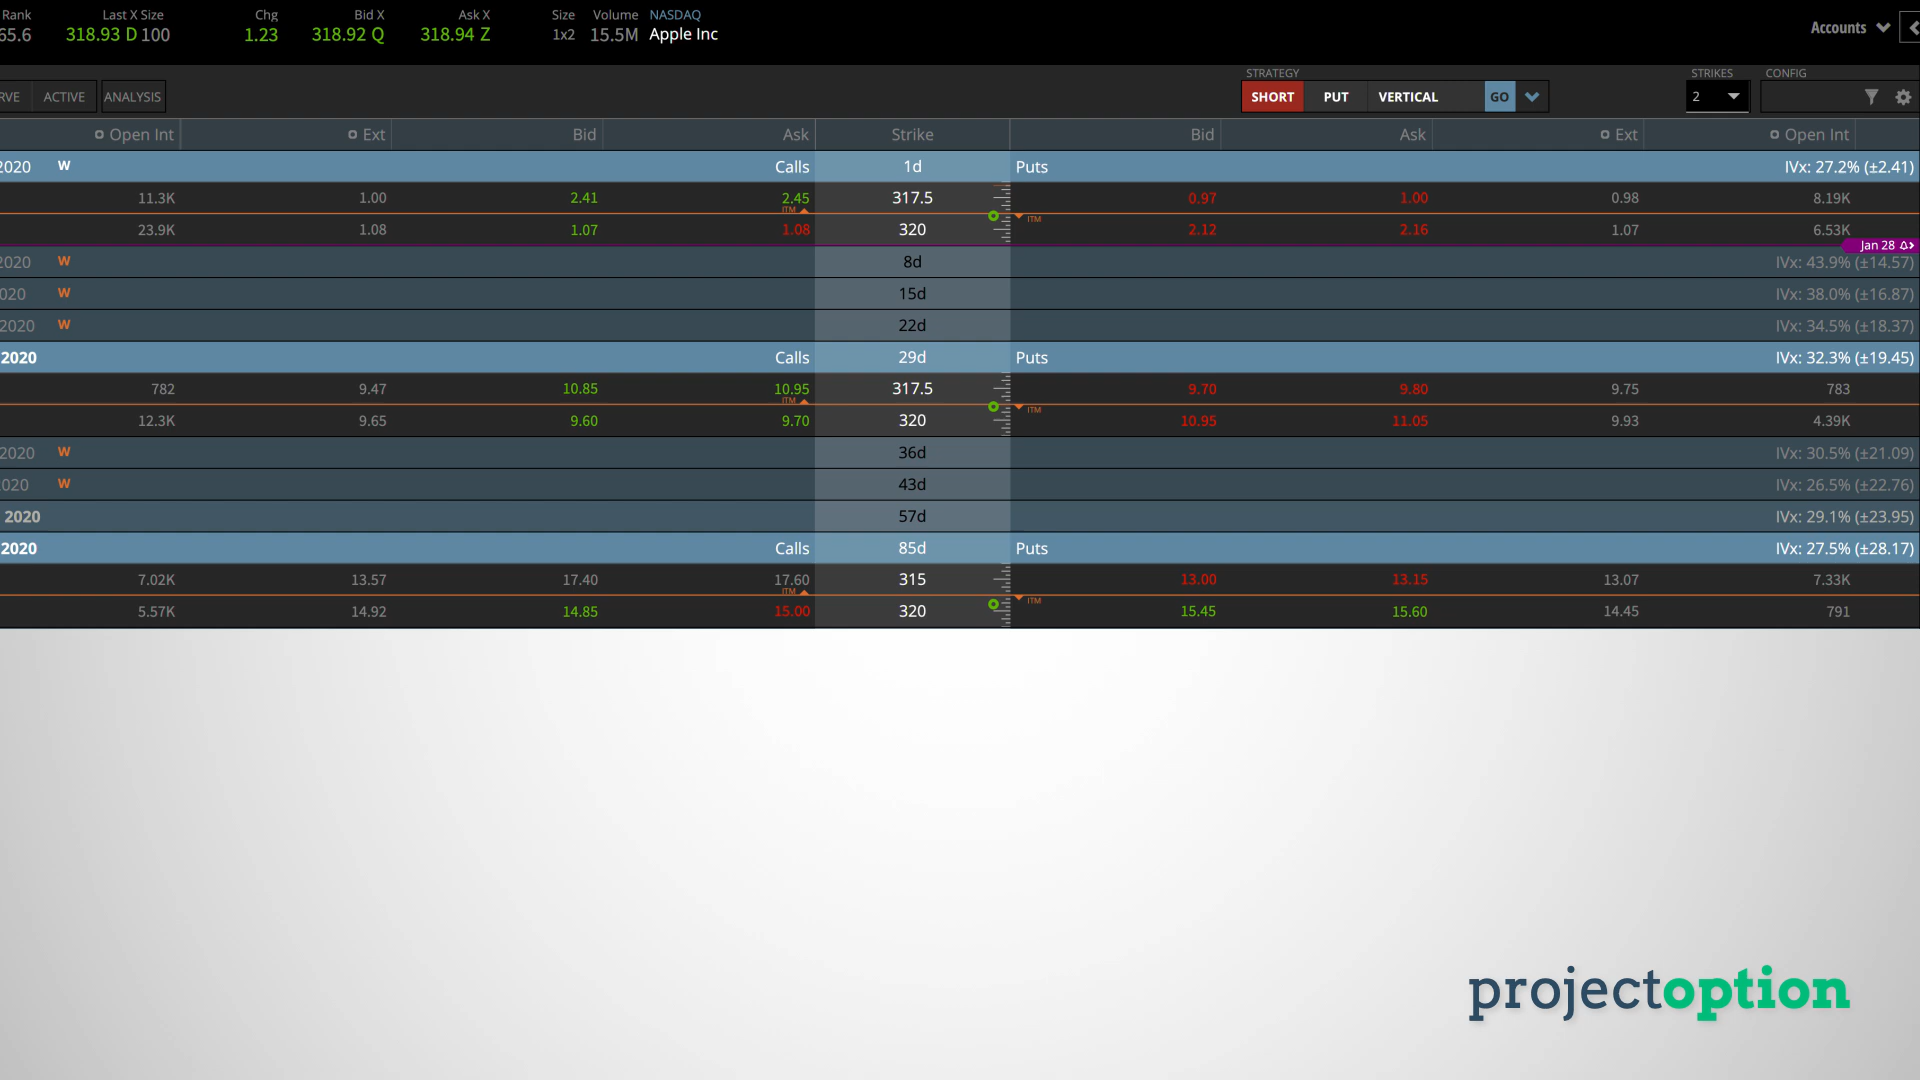 Rank Last X Size Chg Bid X Ask X Size Volume NASDAQ
65.6 318.93 D 100 1.23 318.92 Q 318.94 Z 1x2 15.5M Apple Inc
Accounts
STRATEGY STRIKES CONFIG
RVE ACTIVE ANALYSIS SHORT PUT VERTICAL GO 2
Open Int Ext Bid Ask Strike Bid Ask Ext Open Int
2020 W Calls 1d Puts IVx: 27.2% (±2.41)
11.3K 1.00 2.41 2.45 317.5 0.97 1.00 0.98 8.19K
ITM ITM
23.9K 1.08 1.07 1.08 320 2.12 2.16 1.07 6.53K
Jan 28
2020 W 8d IVx: 43.9% (±14.57)
020 W 15d IVx: 38.0% (±16.87)
2020 W 22d IVx: 34.5% (±18.37)
2020 Calls 29d Puts IVx: 32.3% (±19.45)
782 9.47 10.85 10.95 317.5 9.70 9.80 9.75 783
ITM ITM
12.3K 9.65 9.60 9.70 320 10.95 11.05 9.93 4.39K
2020 W 36d IVx: 30.5% (±21.09)
020 W 43d IVx: 26.5% (±22.76)
2020 57d IVx: 29.1% (±23.95)
2020 Calls 85d Puts IVx: 27.5% (±28.17)
7.02K 13.57 17.40 17.60 315 13.00 13.15 13.07 7.33K
ITM ITM
5.57K 14.92 14.85 15.00 320 15.45 15.60 14.45 791
projectoption